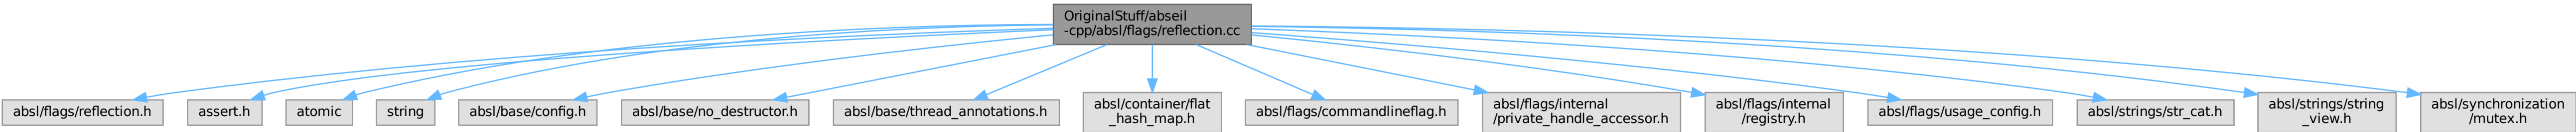 OriginalStuff/abseil
-cpp/absl/flags/reflection.cc
absl/flags/reflection.h
assert.h
atomic
string
absl/base/config.h
absl/base/no_destructor.h
absl/base/thread_annotations.h
absl/container/flat
_hash_map.h
absl/flags/commandlineflag.h
absl/flags/internal
/private_handle_accessor.h
absl/flags/internal
/registry.h
absl/flags/usage_config.h
absl/strings/str_cat.h
absl/strings/string
_view.h
absl/synchronization
/mutex.h